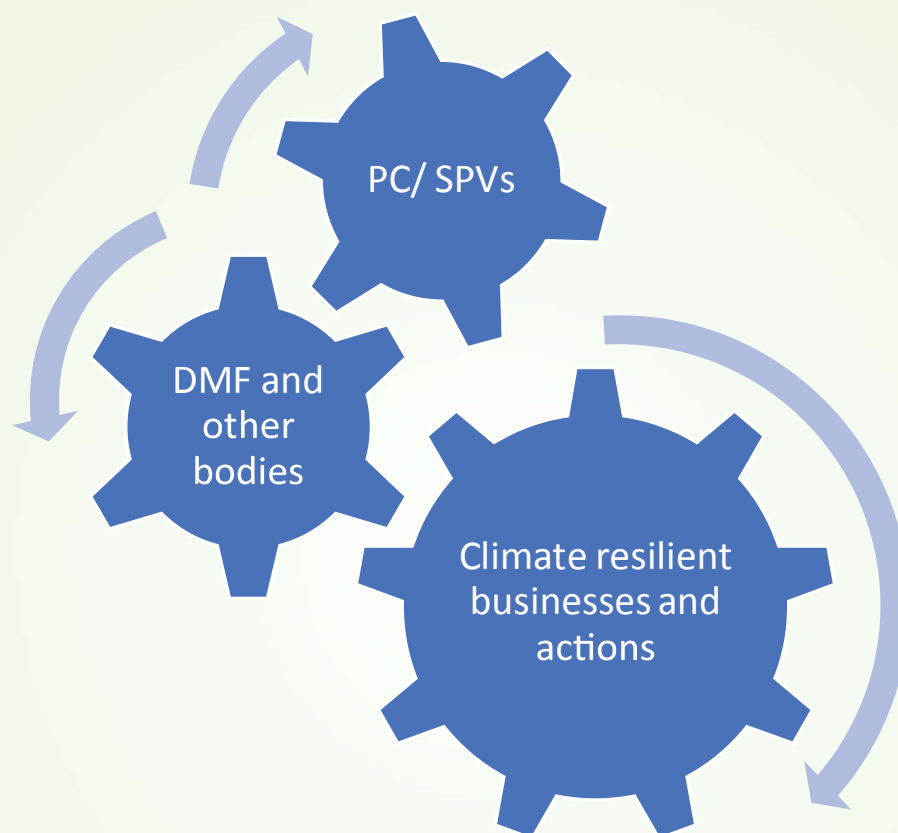 PC/ SPVs
DMF and
other
bodies
Climate resilient
businesses and
actions